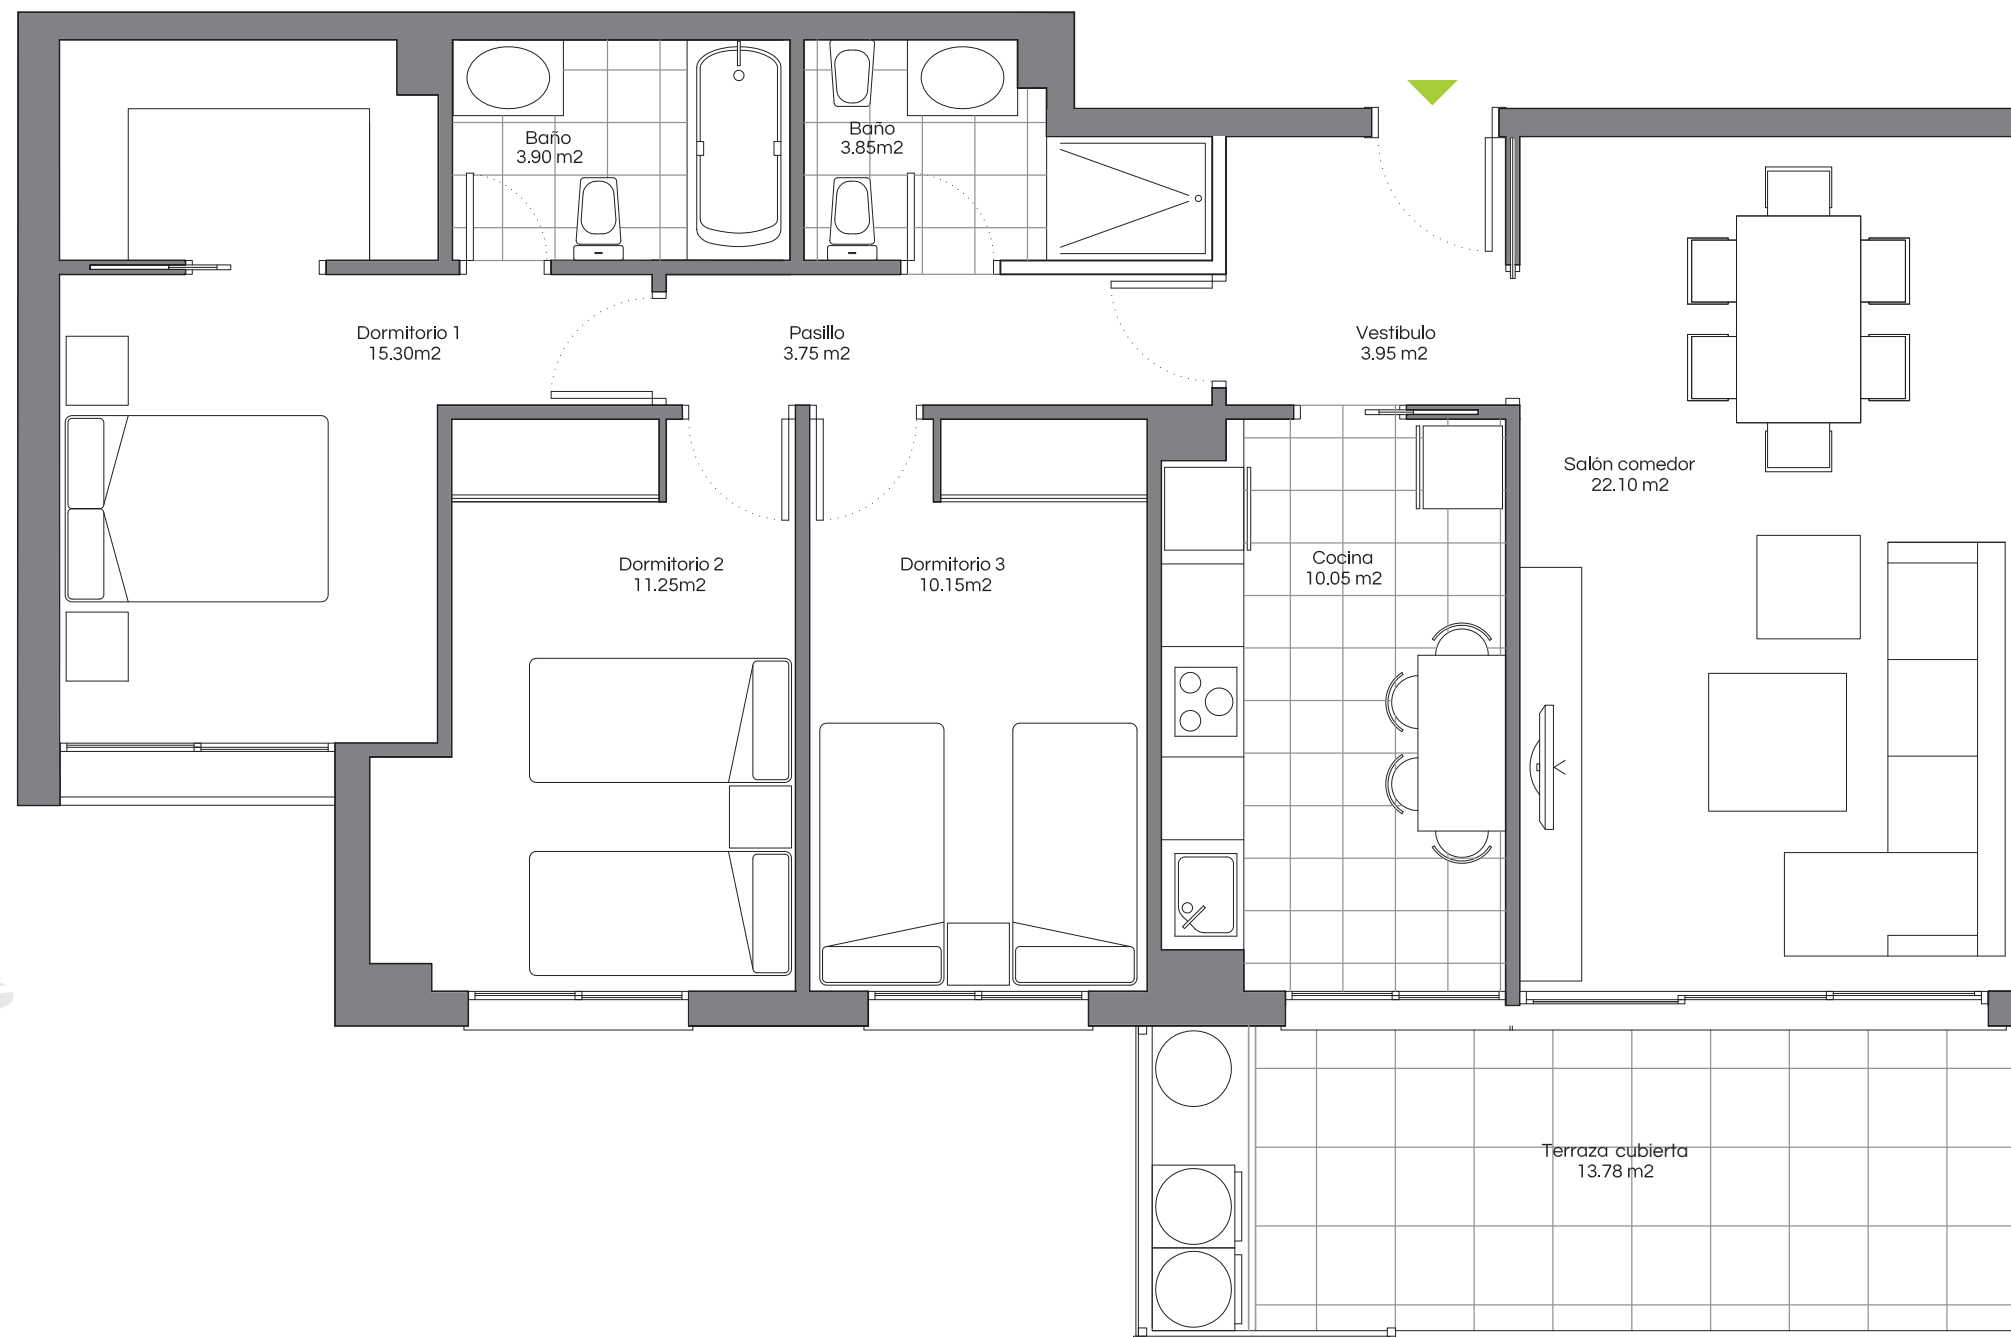 Baño
3.90 m2
Baño
3.85m2
Dormitorio 1
15.30m2
Pasillo
3.75 m2
Vestíbulo
3.95 m2
Salón comedor
22.10 m2
Dormitorio 2
11.25m2
Dormitorio 3
10.15m2
Cocina
10.05 m2
Terraza cubierta
13.78 m2